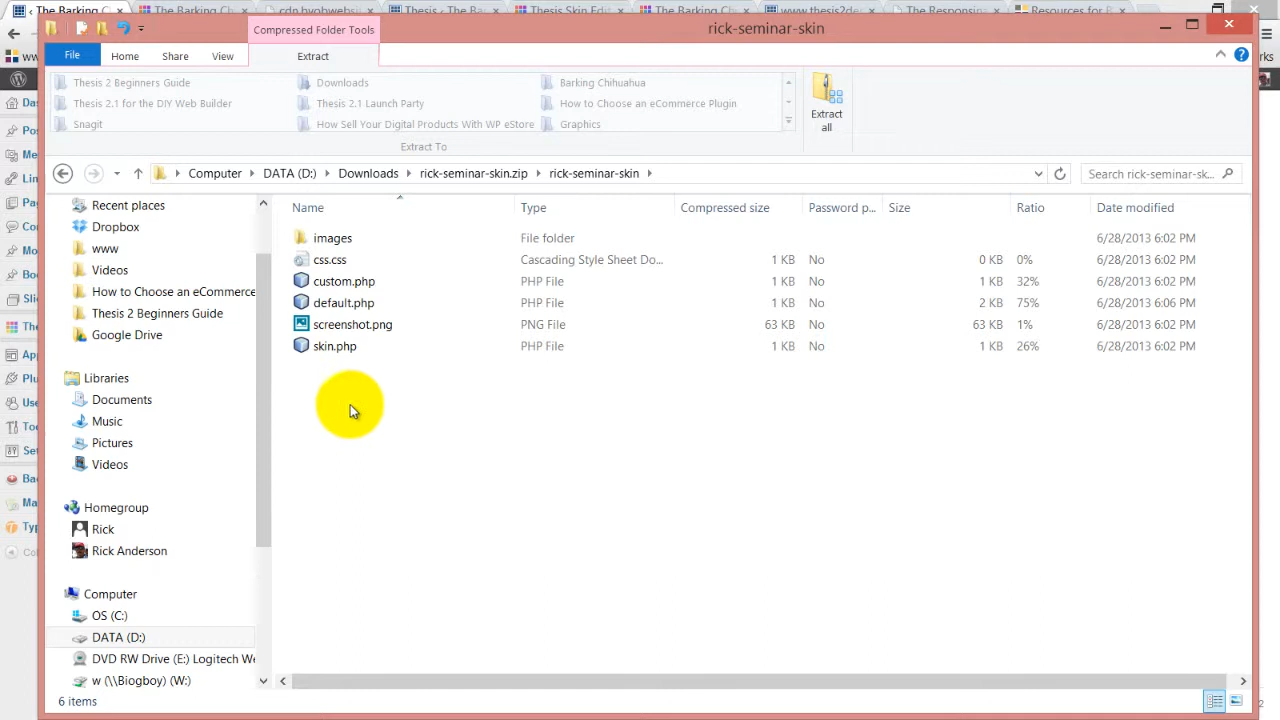 The Barking C
The Barking Ch
cdn.byobwebsi
Thesis ‹ The Ba
Thesis Skin Edit
The Barking Ch
www.thesis2de
The Responsin
Resources for B
rick-seminar-skin
Compressed Folder Tools
File
Home
Share
View
Extract
Thesis 2 Beginners Guide
Downloads
Barking Chihuahua
Thesis 2.1 for the DIY Web Builder
Thesis 2.1 Launch Party
How to Choose an eCommerce Plugin
Snagit
How Sell Your Digital Products With WP eStore
Graphics
Extract
all
Extract To
Computer
DATA (D:)
Downloads
rick-seminar-skin.zip
rick-seminar-skin
Search rick-seminar-sk...
Name
Type
Compressed size
Password p...
Size
Ratio
Date modified
images
File folder
6/28/2013 6:02 PM
css.css
Cascading Style Sheet Do...
1 KB
No
0 KB
0%
6/28/2013 6:02 PM
custom.php
PHP File
1 KB
No
1 KB
32%
6/28/2013 6:02 PM
default.php
PHP File
1 KB
No
2 KB
75%
6/28/2013 6:06 PM
screenshot.png
PNG File
63 KB
No
63 KB
1%
6/28/2013 6:02 PM
skin.php
PHP File
1 KB
No
1 KB
26%
6/28/2013 6:02 PM
Recent places
Dropbox
www
Videos
How to Choose an eCommerce
Thesis 2 Beginners Guide
Google Drive
Libraries
Documents
Music
Pictures
Videos
Homegroup
Rick
Rick Anderson
Computer
OS (C:)
DATA (D:)
DVD RW Drive (E:) Logitech We
w (\\Biogboy) (W:)
6 items